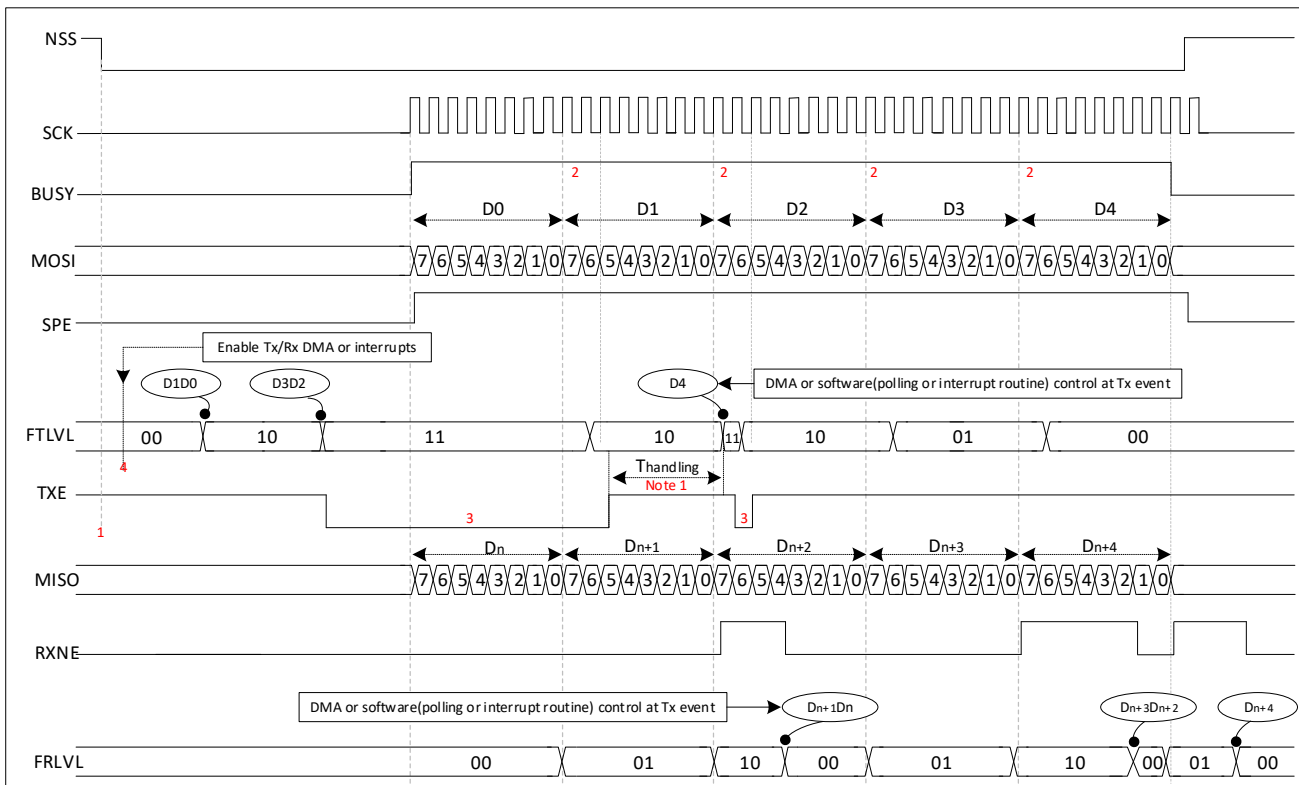 NSS
SCK
BUSY
2 2 2 2
D0 D1 D2 D3 D4
MOSI 7 6 5 4 3 2 1 0 7 6 5 4 3 2 1 0 7 6 5 4 3 2 1 0 7 6 5 4 3 2 1 0 7 6 5 4 3 2 1 0
SPE
Enable Tx/Rx DMA or interrupts
D1D0 D3D2 D4 DMA or software(polling or interrupt routine) control at Tx event
FTLVL 00 10 11 10 11 10 01 00
4
Thandling
Note 1
TXE
1 3 3
Dn Dn+1 Dn+2 Dn+3 Dn+4
MISO 7 6 5 4 3 2 1 0 7 6 5 4 3 2 1 0 7 6 5 4 3 2 1 0 7 6 5 4 3 2 1 0 7 6 5 4 3 2 1 0
RXNE
DMA or software(polling or interrupt routine) control at Tx event Dn+1Dn Dn+3Dn+2 Dn+4
FRLVL 00 01 10 00 01 10 00 01 00